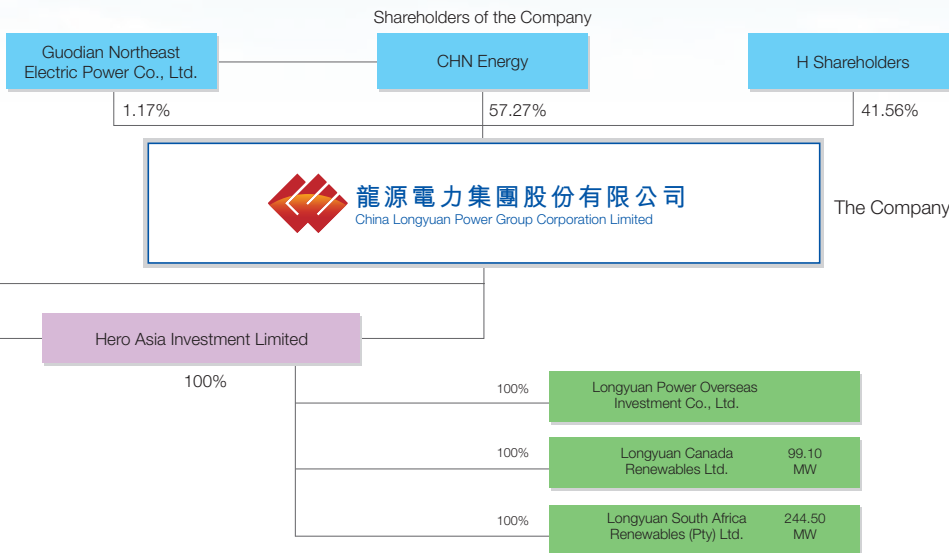 Shareholders of the Company
Guodian Northeast
Electric Power Co., Ltd.
CHN Energy
H Shareholders
1.17%
57.27%
41.56%
龍源電力集團股份有限公司
China Longyuan Power Group Corporation Limited
The Company
Hero Asia Investment Limited
100%
100%
Longyuan Power Overseas
Investment Co., Ltd.
100%
Longyuan Canada
Renewables Ltd.
99.10
MW
100%
Longyuan South Africa
Renewables (Pty) Ltd.
244.50
MW